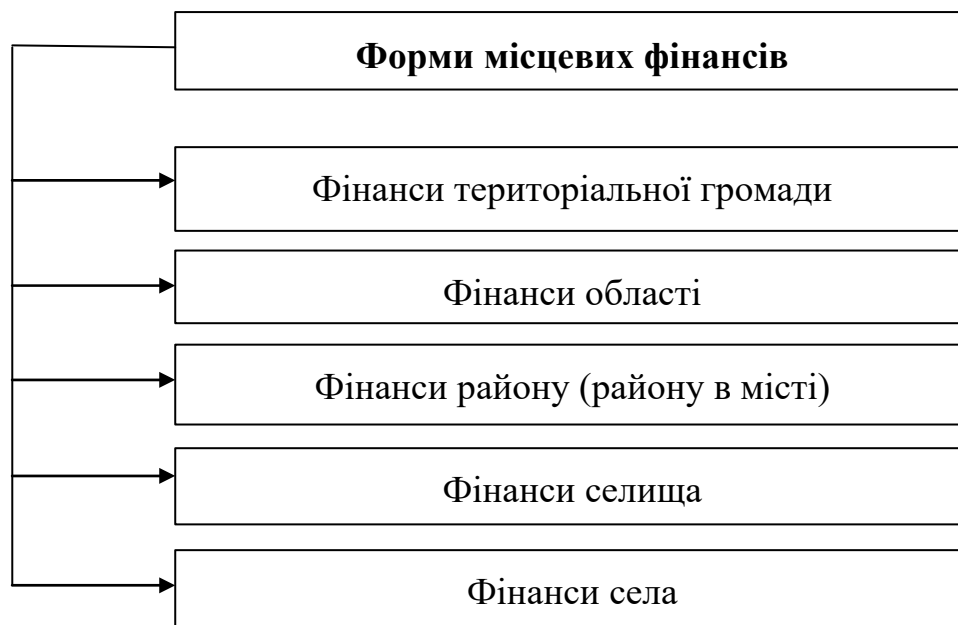 Форми місцевих фінансів
Фінанси територіальної громади
Фінанси області
Фінанси району (району в місті)
Фінанси селища
Фінанси села